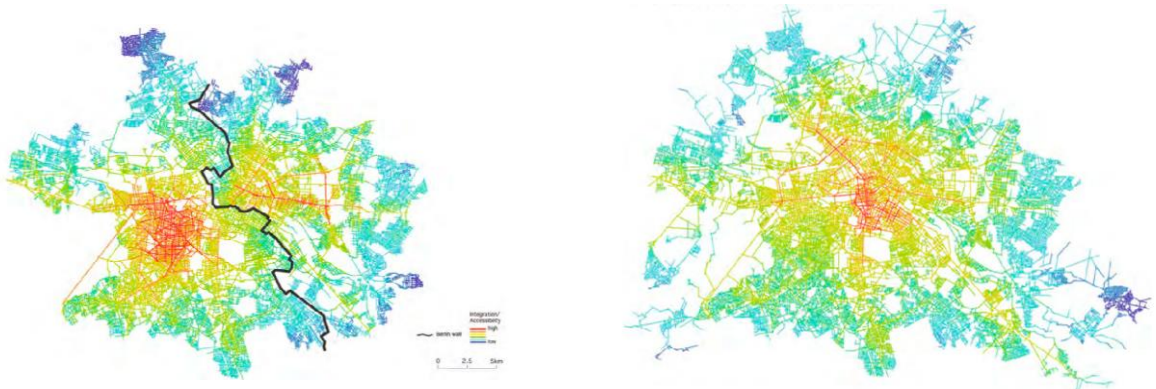 Integration/
Accessibility
high
low
berlin wall
0 2.5 5km